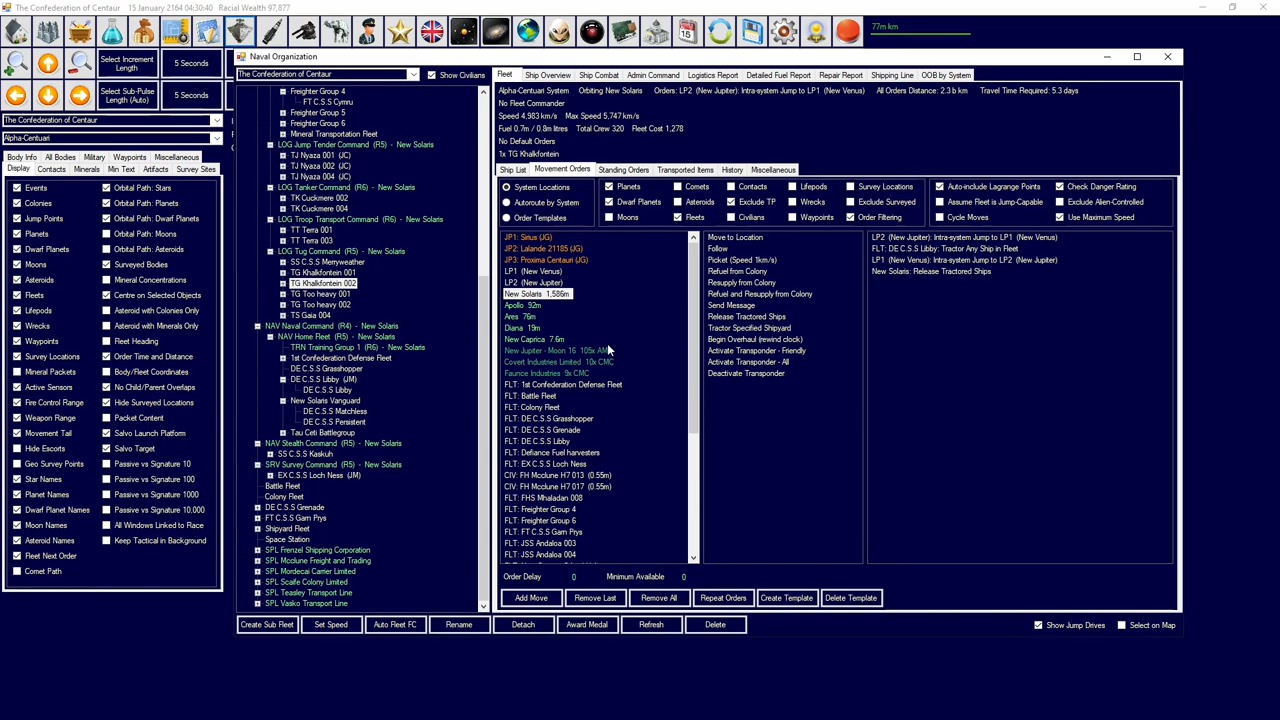 The Confederation of Centaur   15 January 2164 04:30:40   Racial Wealth 97,877
77m km
Select Increment Length
5 Seconds
Select Sub-Pulse Length (Auto)
5 Seconds
The Confederation of Centaur
Alpha-Centuari
Body Info
All Bodies
Military
Waypoints
Miscellaneous
Display
Contacts
Minerals
Min Text
Artifacts
Survey Sites
Events
Orbital Path: Stars
Colonies
Orbital Path: Planets
Jump Points
Orbital Path: Dwarf Planets
Planets
Orbital Path: Moons
Dwarf Planets
Orbital Path: Asteroids
Moons
Surveyed Bodies
Asteroids
Mineral Concentrations
Fleets
Centre on Selected Objects
Lifepods
Asteroid with Colonies Only
Wrecks
Asteroid with Minerals Only
Waypoints
Fleet Heading
Survey Locations
Order Time and Distance
Mineral Packets
Body/Fleet Coordinates
Active Sensors
No Child/Parent Overlaps
Fire Control Range
Hide Surveyed Locations
Weapon Range
Packet Content
Movement Tail
Salvo Launch Platform
Hide Escorts
Salvo Target
Geo Survey Points
Passive vs Signature 10
Star Names
Passive vs Signature 100
Planet Names
Passive vs Signature 1000
Dwarf Planet Names
Passive vs Signature 10,000
Moon Names
All Windows Linked to Race
Asteroid Names
Keep Tactical in Background
Fleet Next Order
Comet Path
Naval Organization
The Confederation of Centaur
Show Civilians
Freighter Group 4
FT C.S.S Cymru
Freighter Group 5
Freighter Group 6
Mineral Transportation Fleet
LOG Jump Tender Command (R5) - New Solaris
TJ Nyaza 001 (JC)
TJ Nyaza 002 (JC)
TJ Nyaza 004 (JC)
LOG Tanker Command (R6) - New Solaris
TK Cuckmere 002
TK Cuckmere 004
LOG Troop Transport Command (R6) - New Solaris
TT Terra 001
TT Terra 003
LOG Tug Command (R5) - New Solaris
SS C.S.S Merryweather
TG Khalkfontein 001
TG Khalkfontein 002
TG Too heavy 001
TG Too heavy 002
TS Gaia 004
NAV Naval Command (R4) - New Solaris
NAV Home Fleet (R5) - New Solaris
TRN Training Group 1 (R6) - New Solaris
1st Confederation Defense Fleet
DE C.S.S Grasshopper
DE C.S.S Libby (JM)
DE C.S.S Libby
New Solaris Vanguard
DE C.S.S Matchless
DE C.S.S Persistent
Tau Ceti Battlegroup
NAV Stealth Command (R5) - New Solaris
SS C.S.S Kaskuh
SRV Survey Command (R5) - New Solaris
EX C.S.S Loch Ness (JM)
Battle Fleet
Colony Fleet
DE C.S.S Grenade
FT C.S.S Garn Prys
Shipyard Fleet
Space Station
SPL Frenzel Shipping Corporation
SPL Mcclune Freight and Trading
SPL Mordecai Carrier Limited
SPL Scaife Colony Limited
SPL Teasley Transport Line
SPL Vasko Transport Line
Fleet
Ship Overview
Ship Combat
Admin Command
Logistics Report
Detailed Fuel Report
Repair Report
Shipping Line
OOB by System
Alpha-Centauri System   Orbiting New Solaris   Orders: LP2 (New Jupiter): Intra-system Jump to LP1 (New Venus)   All Orders Distance: 2.3 b km   Travel Time Required: 5.3 days
No Fleet Commander
Speed 4,983 km/s   Max Speed 5,747 km/s
Fuel 0.7m / 0.8m litres   Total Crew 320   Fleet Cost 1,278
No Default Orders
1x TG Khalkfontein
Ship List
Movement Orders
Standing Orders
Transported Items
History
Miscellaneous
System Locations
Planets
Comets
Contacts
Lifepods
Survey Locations
Auto-include Lagrange Points
Check Danger Rating
Autoroute by System
Dwarf Planets
Asteroids
Exclude TP
Wrecks
Exclude Surveyed
Assume Fleet is Jump-Capable
Exclude Alien-Controlled
Order Templates
Moons
Fleets
Civilians
Waypoints
Order Filtering
Cycle Moves
Use Maximum Speed
JP1: Sirius (JG)
JP2: Lalande 21185 (JG)
JP3: Proxima Centauri (JG)
LP1 (New Venus)
LP2 (New Jupiter)
New Solaris  1,586m
Apollo  92m
Ares  76m
Diana  19m
New Caprica  7.6m
New Jupiter - Moon 16  105x AM
Covert Industries Limited  10x CMC
Faunce Industries  9x CMC
FLT: 1st Confederation Defense Fleet
FLT: Battle Fleet
FLT: Colony Fleet
FLT: DE C.S.S Grasshopper
FLT: DE C.S.S Grenade
FLT: DE C.S.S Libby
FLT: Defiance Fuel harvesters
FLT: EX C.S.S Loch Ness
CIV: FH Mcclune H7 013  (0.55m)
CIV: FH Mcclune H7 017  (0.55m)
FLT: FHS Mhaladan 008
FLT: Freighter Group 4
FLT: Freighter Group 6
FLT: FT C.S.S Garn Prys
FLT: JSS Andaloa 003
FLT: JSS Andaloa 004
Move to Location
Follow
Picket (Speed 1km/s)
Refuel from Colony
Resupply from Colony
Refuel and Resupply from Colony
Send Message
Release Tractored Ships
Tractor Specified Shipyard
Begin Overhaul (rewind clock)
Activate Transponder - Friendly
Activate Transponder - All
Deactivate Transponder
LP2 (New Jupiter): Intra-system Jump to LP1 (New Venus)
FLT: DE C.S.S Libby: Tractor Any Ship in Fleet
LP1 (New Venus): Intra-system Jump to LP2 (New Jupiter)
New Solaris: Release Tractored Ships
Order Delay   0   Minimum Available   0
Add Move
Remove Last
Remove All
Repeat Orders
Create Template
Delete Template
Create Sub Fleet
Set Speed
Auto Fleet FC
Rename
Detach
Award Medal
Refresh
Delete
Show Jump Drives
Select on Map